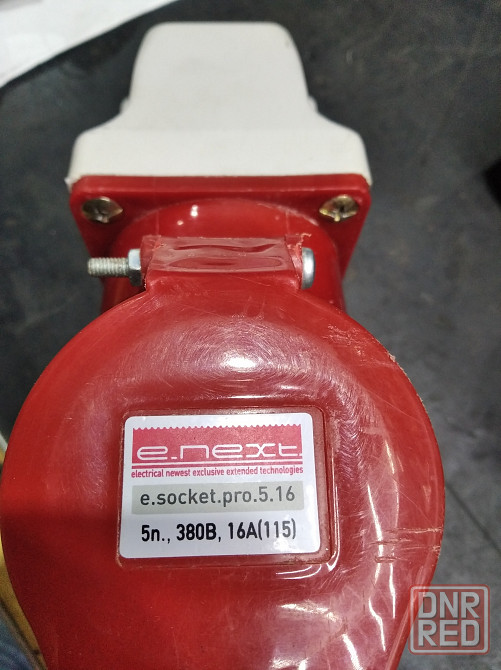 e.next.
electrical newest exclusive extended technologies
e.socket.pro.5.16
5п., 380В, 16А(115)
DNR
RED